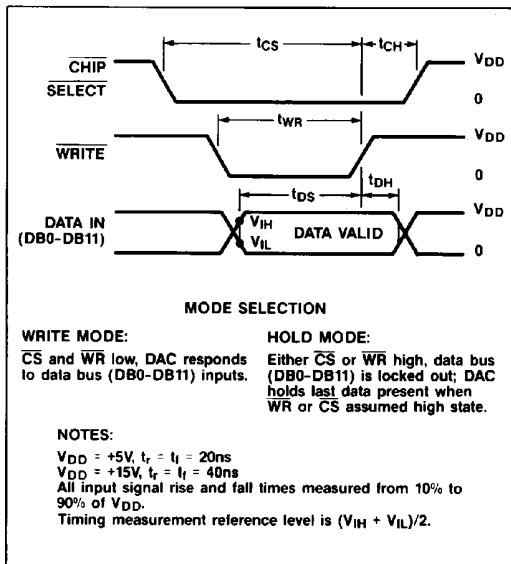 tCS
tCH
CHIP
SELECT
VDD
0
tWR
WRITE
VDD
0
tDS
tDH
DATA IN
(DB0–DB11)
VIH
VIL
DATA VALID
VDD
0
MODE SELECTION
WRITE MODE:
CS and WR low, DAC responds
to data bus (DB0–DB11) inputs.
HOLD MODE:
Either CS or WR high, data bus
(DB0–DB11) is locked out; DAC
holds last data present when
WR or CS assumed high state.
NOTES:
VDD = +5V, tr = tf = 20ns
VDD = +15V, tr = tf = 40ns
All input signal rise and fall times measured from 10% to
90% of VDD.
Timing measurement reference level is (VIH + VIL)/2.